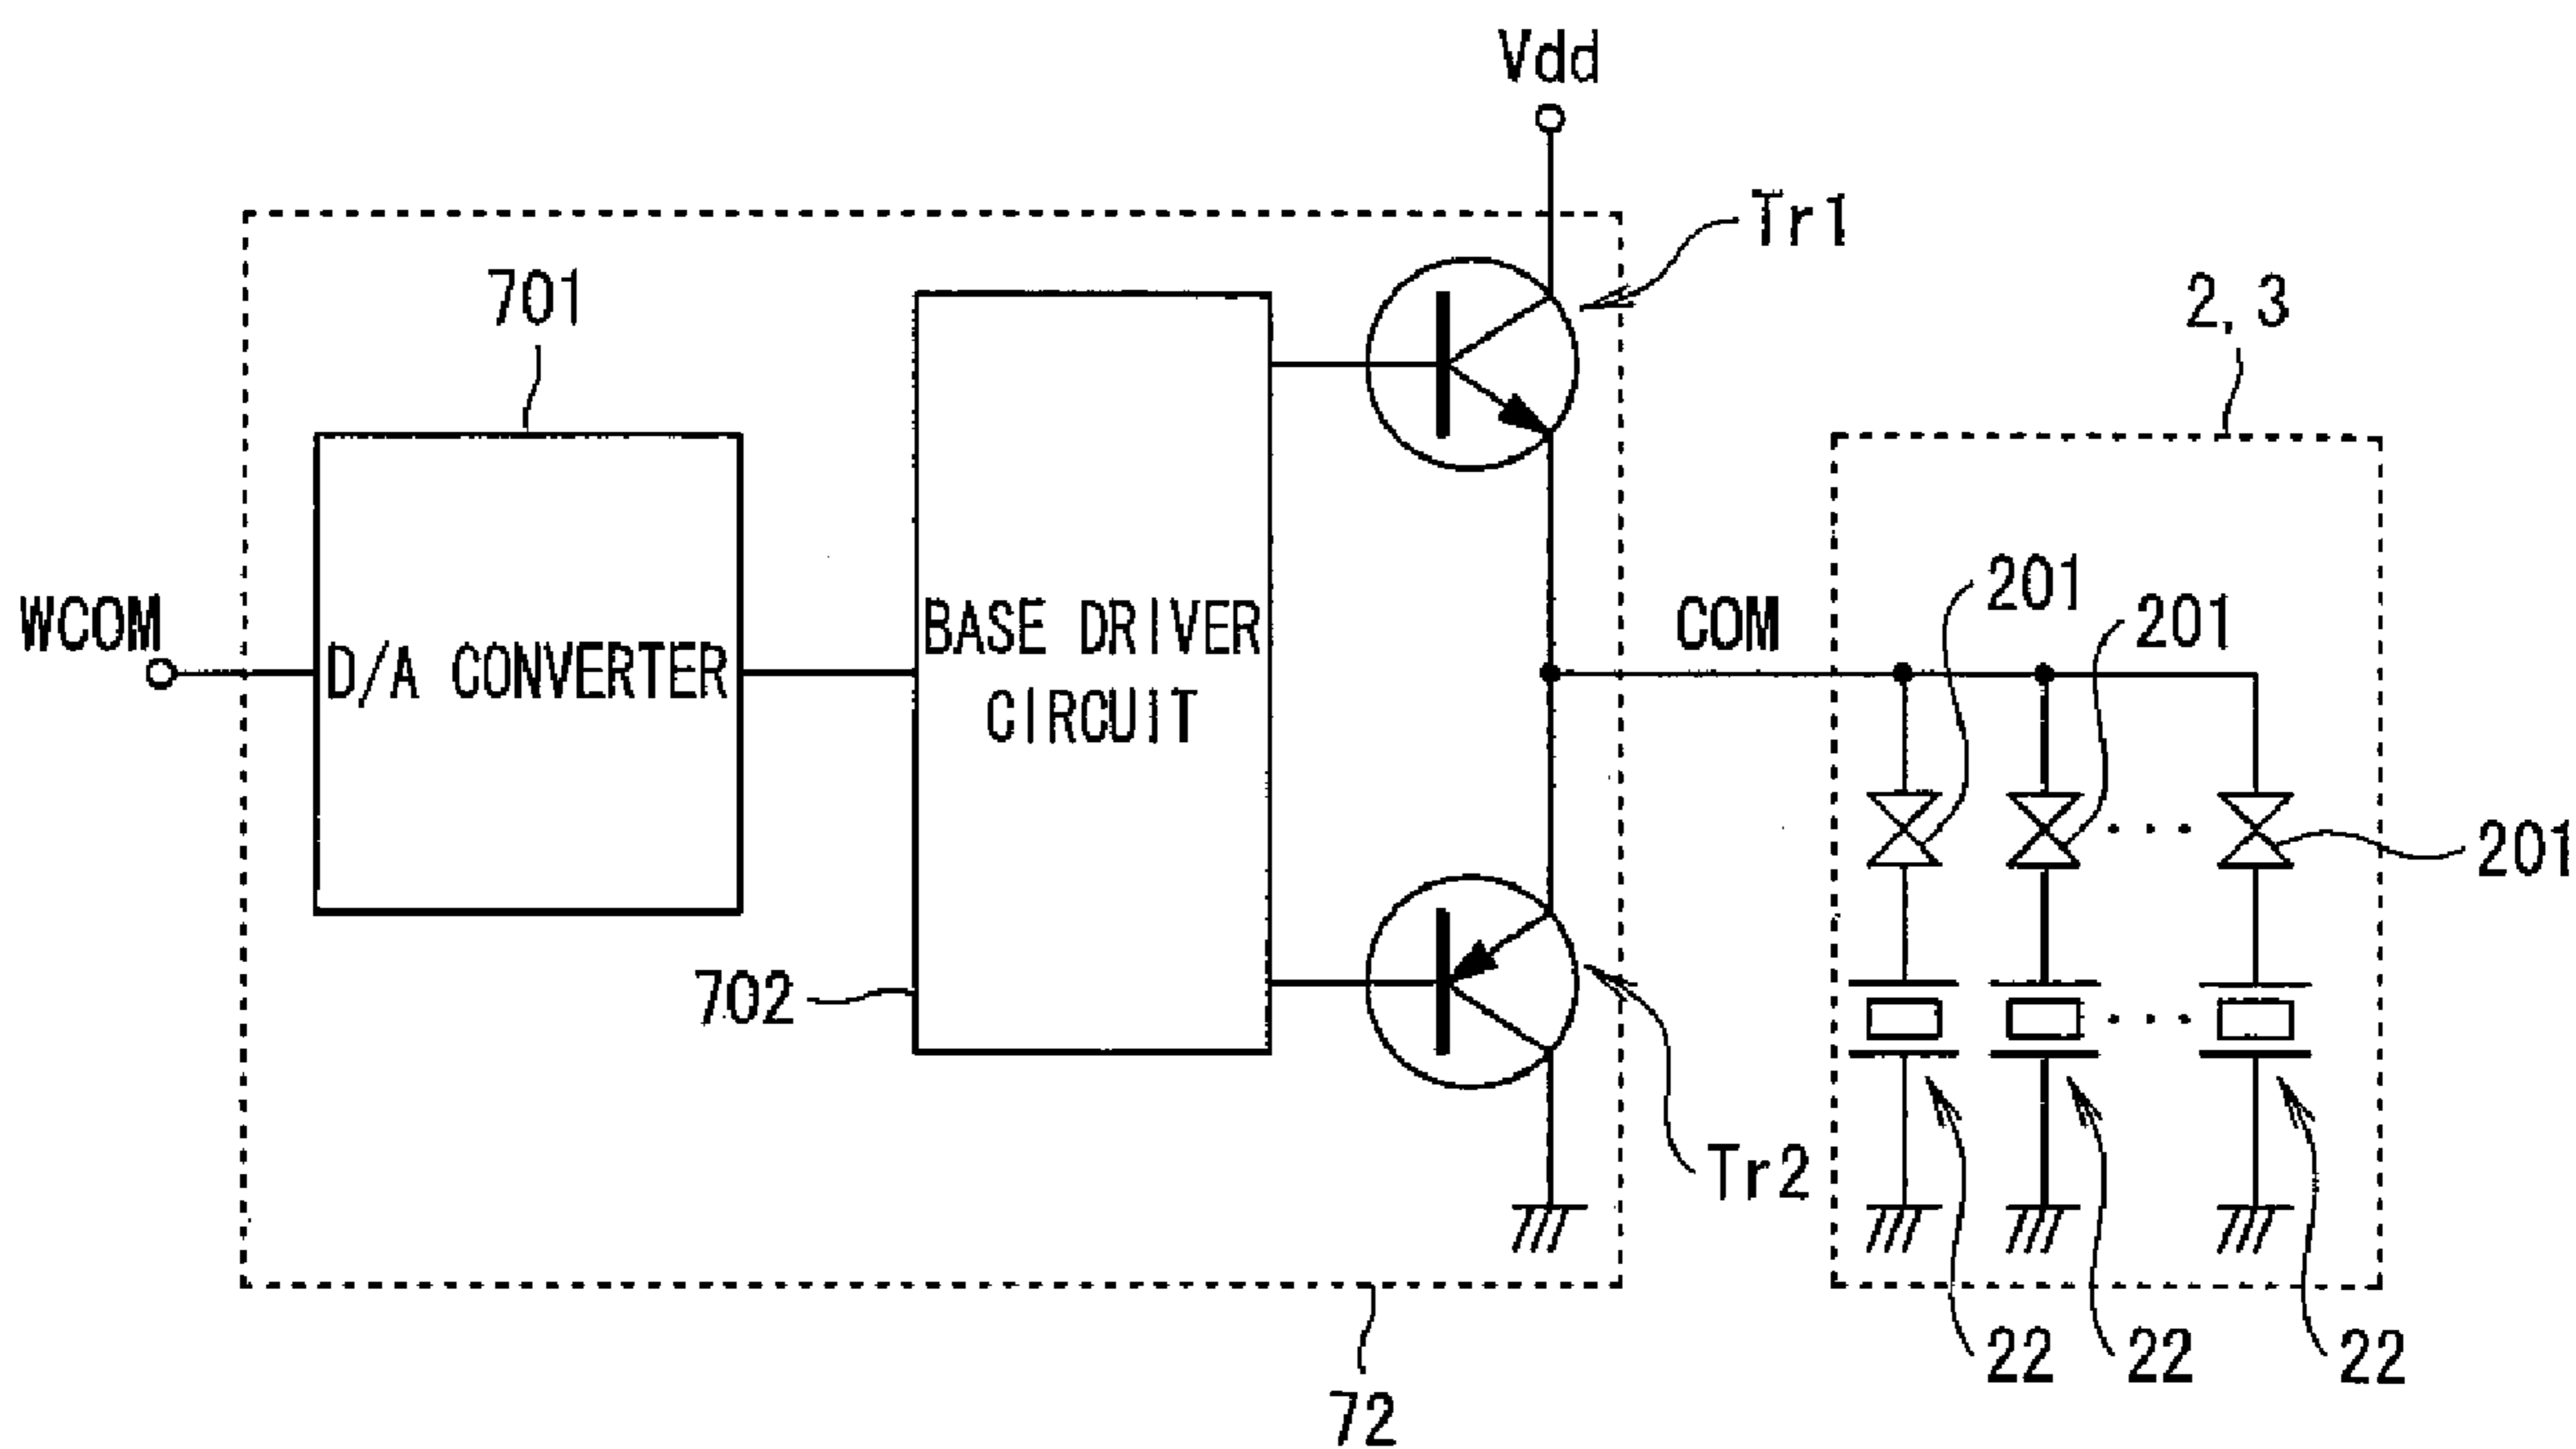 Vdd
Tr1
701
2, 3
201
201
WCOM
COM
D/A CONVERTER
BASE DRIVER
CIRCUIT
201
702
Tr2
22
22
22
72